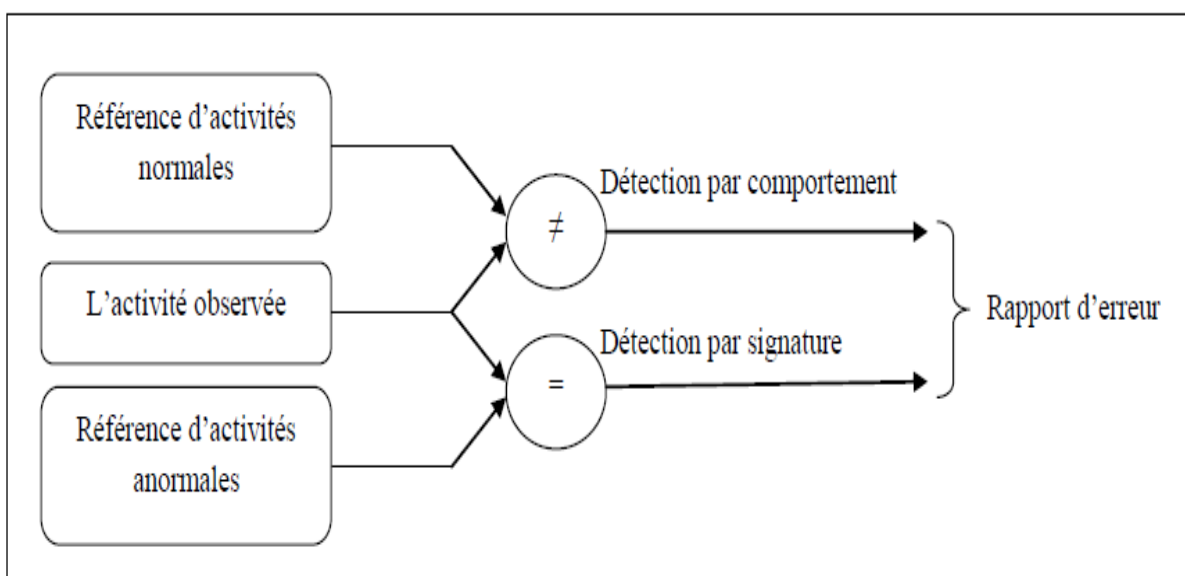 Référence d’activités
normales
≠
Détection par comportement
L’activité observée
Rapport d’erreur
Détection par signature
=
Référence d’activités
anormales